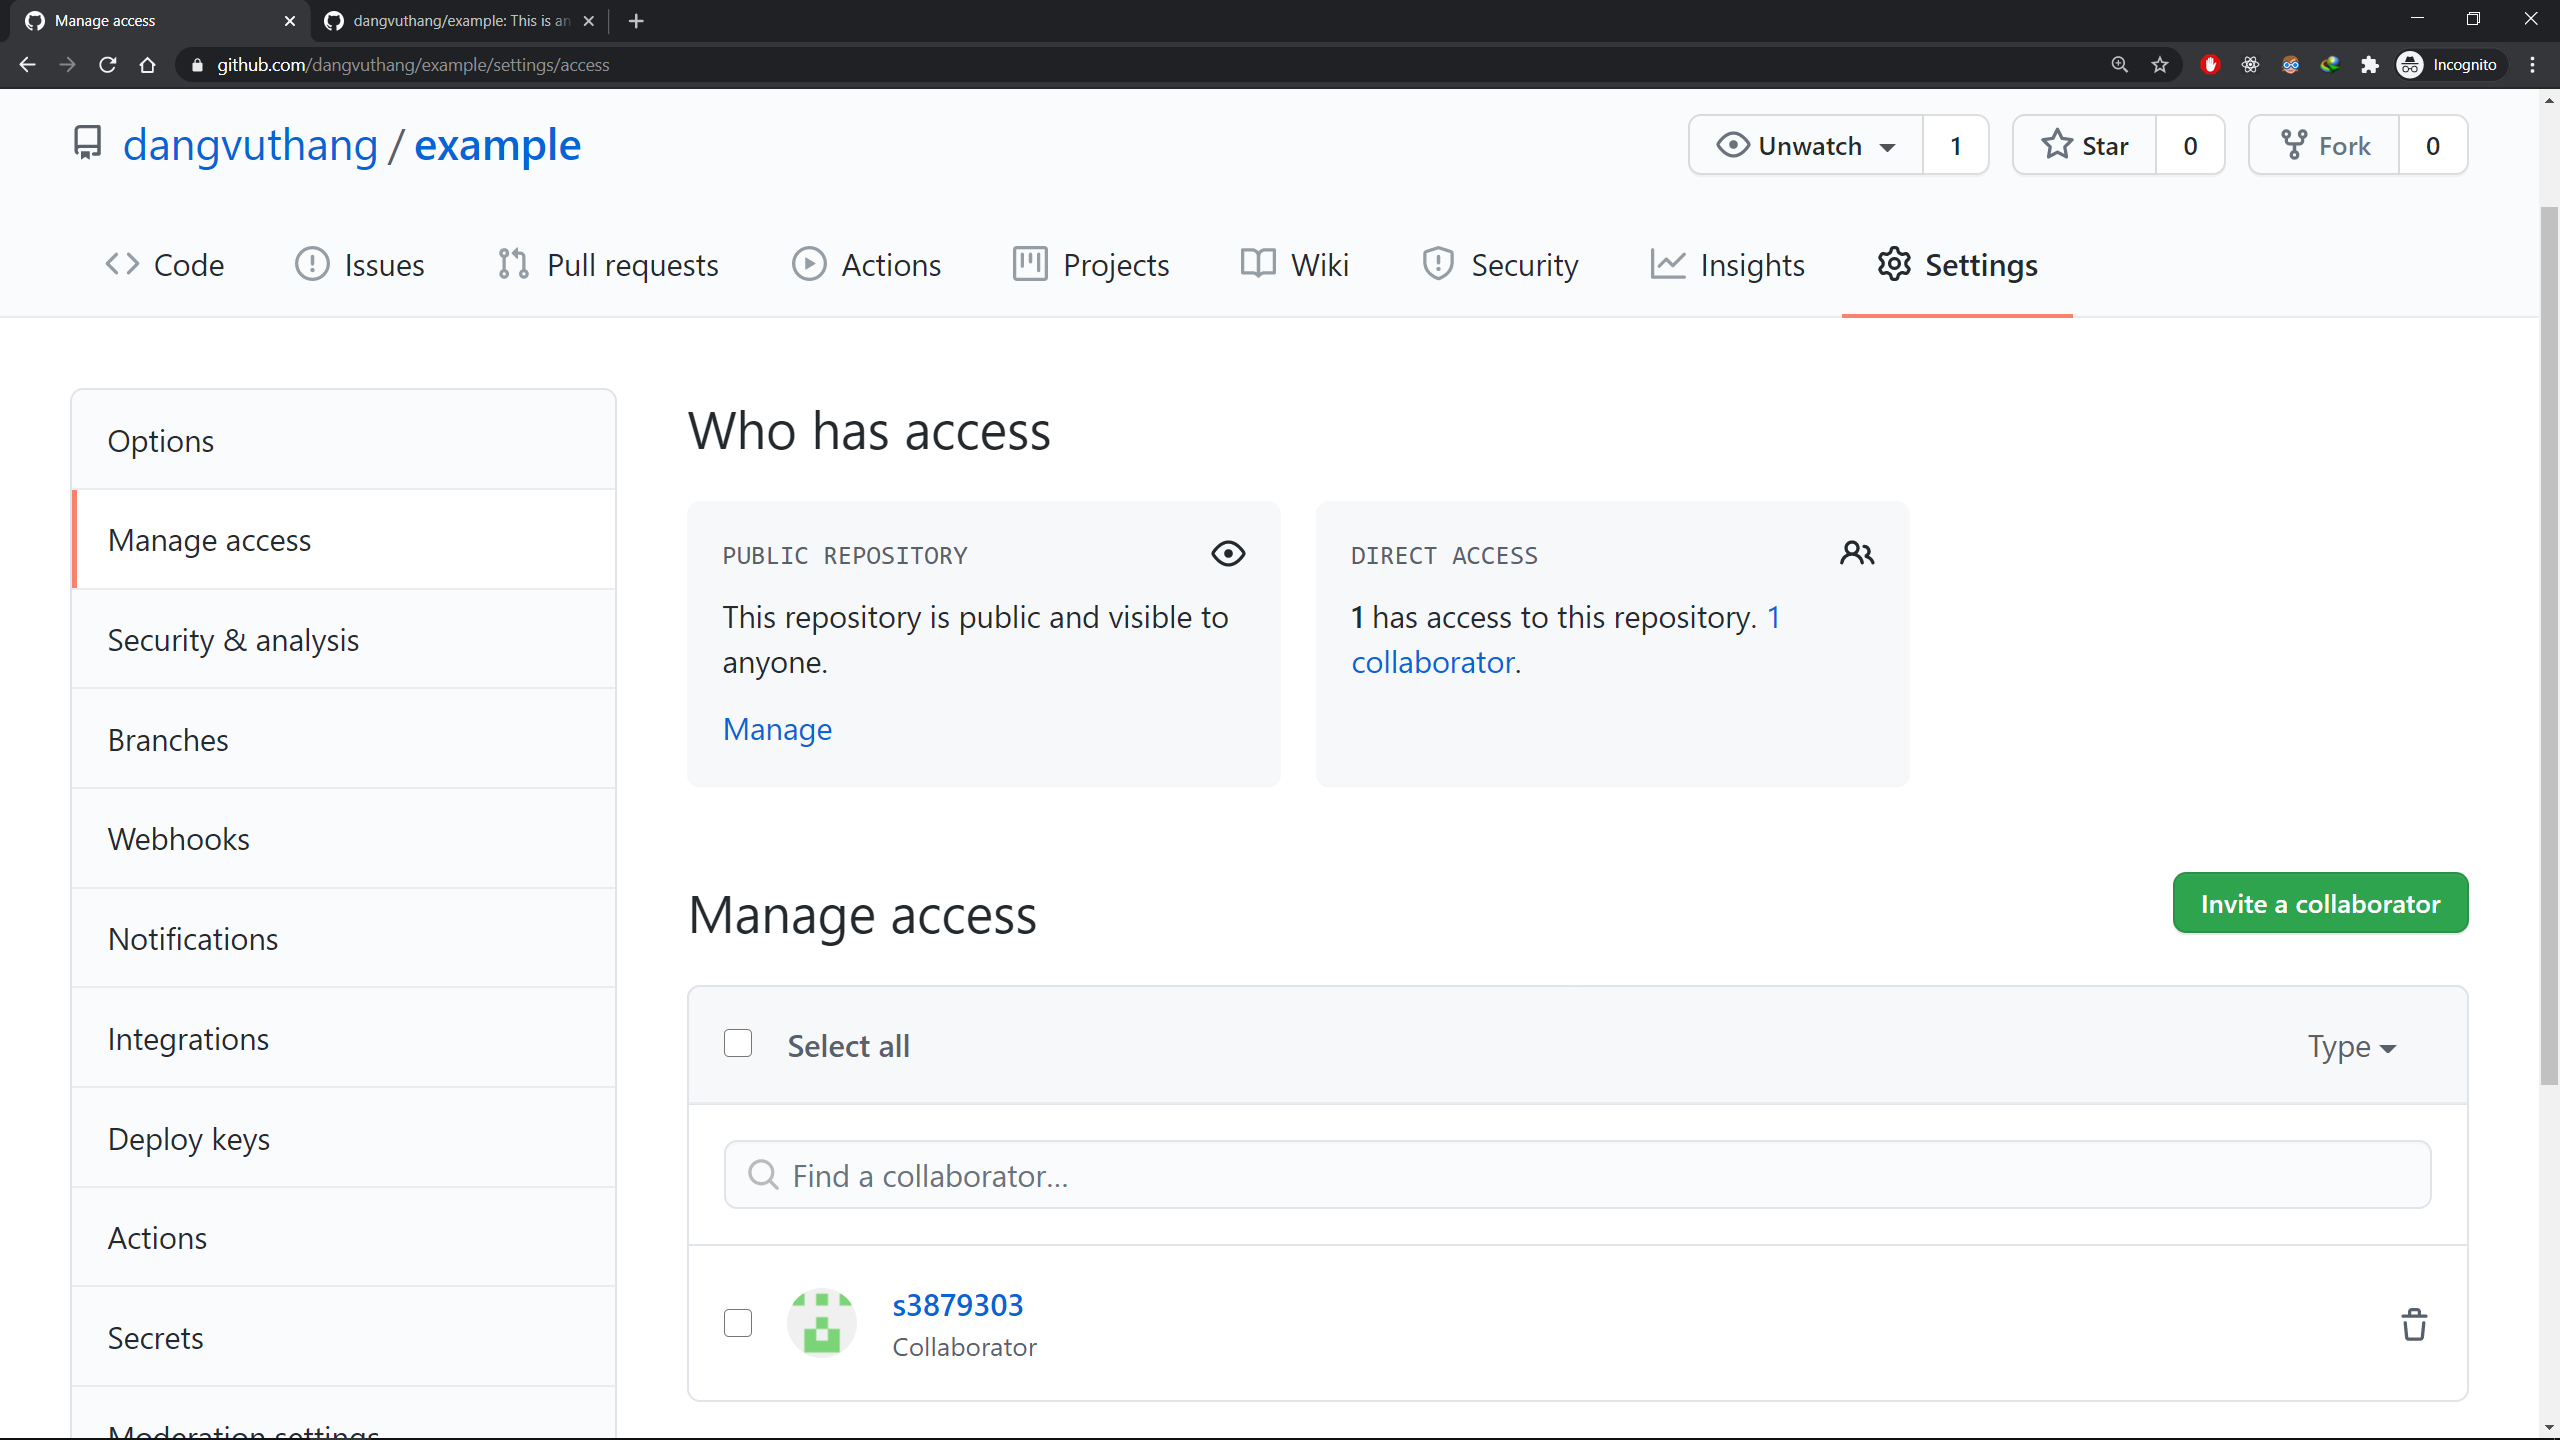 Manage access
dangvuthang/example: This is an
github.com/dangvuthang/example/settings/access
Incognito
dangvuthang / example
Unwatch 1
Star 0
Fork 0
Code Issues Pull requests Actions Projects Wiki Security Insights Settings
Options
Manage access
Security & analysis
Branches
Webhooks
Notifications
Integrations
Deploy keys
Actions
Secrets
Moderation settings
Who has access
PUBLIC REPOSITORY
This repository is public and visible to
anyone.
Manage
DIRECT ACCESS
1 has access to this repository. 1
collaborator.
Manage access
Invite a collaborator
Select all
Type
Find a collaborator...
s3879303
Collaborator